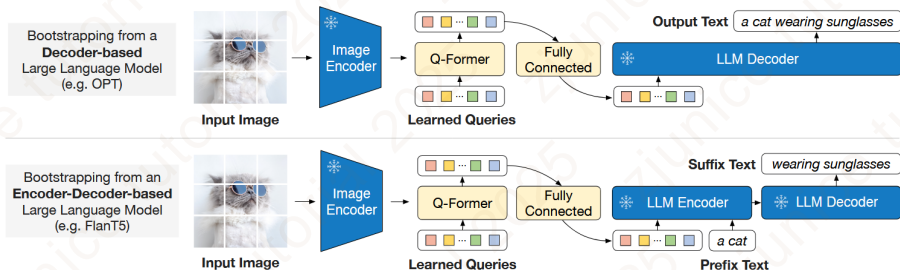 Bootstrapping from a
Decoder-based
Large Language Model
(e.g. OPT)
Input Image
Image
Encoder
Q-Former
Learned Queries
Fully
Connected
Output Text
a cat wearing sunglasses
LLM Decoder
Bootstrapping from an
Encoder-Decoder-based
Large Language Model
(e.g. FlanT5)
Input Image
Image
Encoder
Q-Former
Learned Queries
Fully
Connected
LLM Encoder
a cat
Prefix Text
Suffix Text
wearing sunglasses
LLM Decoder